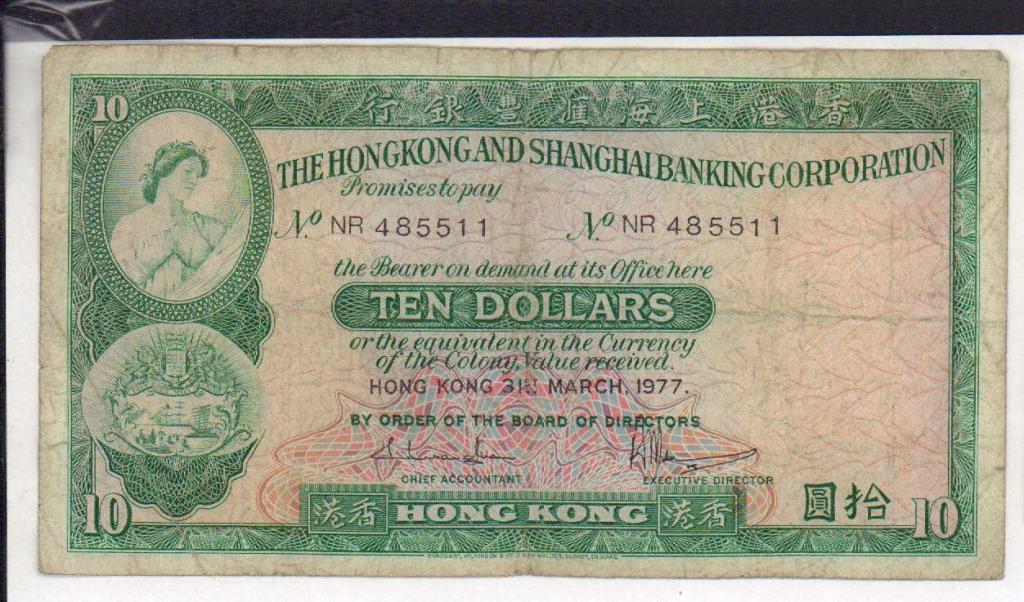 行銀豐滙海上港香
10
THE HONGKONG AND SHANGHAI BANKING CORPORATION
Promises to pay
No NR 485511 No NR 485511
the Bearer on demand at its Office here
TEN DOLLARS
or the equivalent in the Currency
of the Colony, Value received.
HONG KONG 31ST MARCH, 1977.
BY ORDER OF THE BOARD OF DIRECTORS
CHIEF ACCOUNTANT EXECUTIVE DIRECTOR
圓拾
10 港香 HONG KONG 港香 10